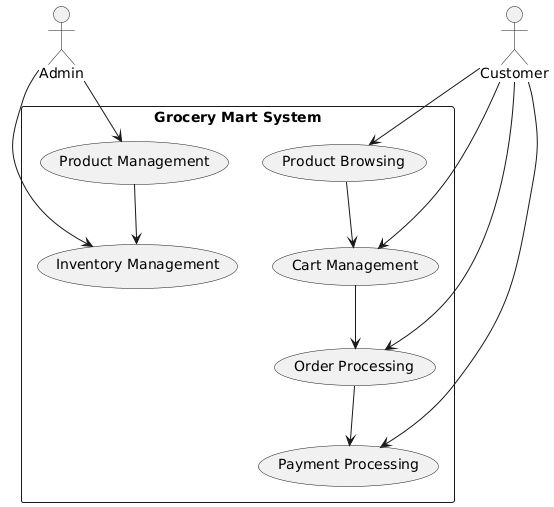 Admin
Customer
Grocery Mart System
Product Management
Product Browsing
Inventory Management
Cart Management
Order Processing
Payment Processing